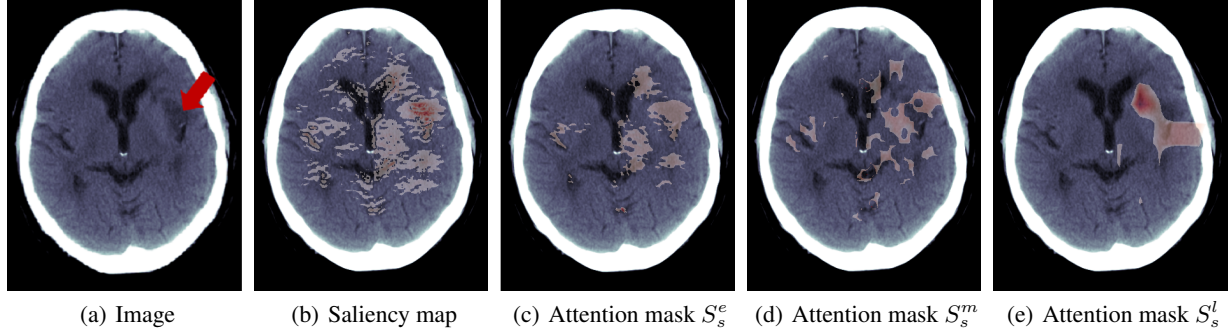 (a) Image
(b) Saliency map
(c) Attention mask $S_s^e$
(d) Attention mask $S_s^m$
(e) Attention mask $S_s^l$